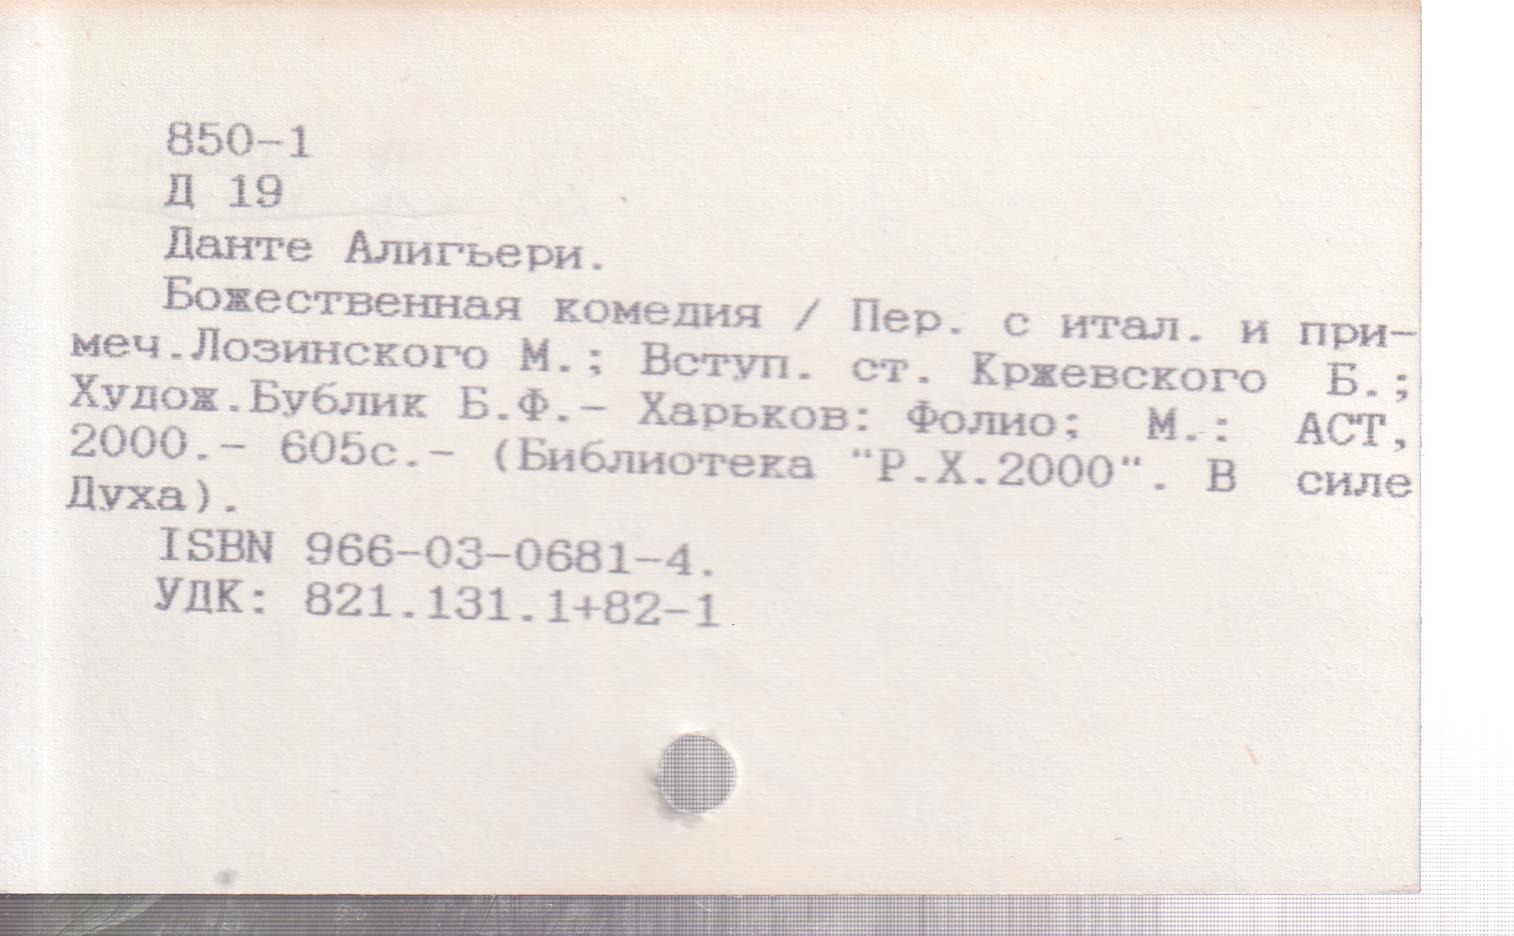 850-1
Д 19
Данте Алигьери.
Божественная комедия / Пер. с итал. и при-
меч.Лозинского М.; Вступ. ст. Кржевского Б.;
Худож.Бублик Б.Ф.- Харьков: Фолио; М.: АСТ,
2000.- 605с.- (Библиотека "Р.Х.2000". В силе
Духа).
ISBN 966-03-0681-4.
УДК: 821.131.1+82-1